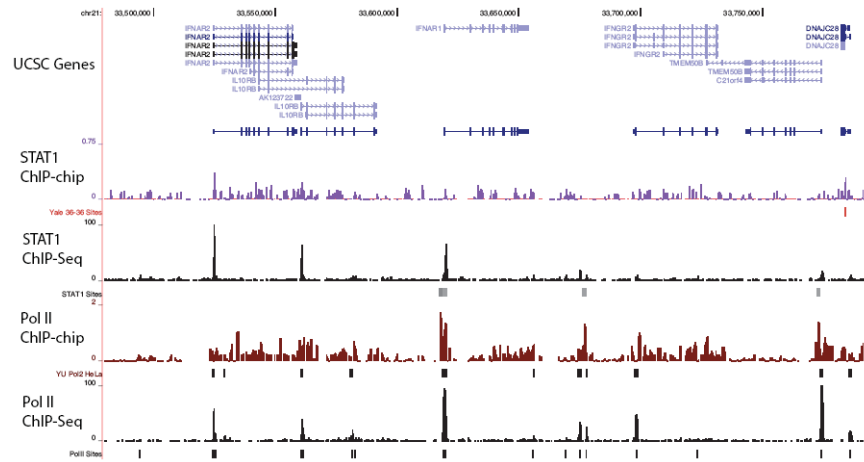 chr21: 33,500,000 33,550,000 33,600,000 33,650,000 33,700,000 33,750,000
IFNAR2 IFNAR1 IFNGR2 DNAJC28
IFNAR2 IFNGR2 DNAJC28
IFNAR2 IFNGR2 DNAJC28
IFNAR2 IFNGR2
UCSC Genes
IFNAR2 TMEM50B
IFNAR2 TMEM50B
IL10RB C21orf4
IL10RB
AK123722
IL10RB
IL10RB
0.75
STAT1
ChIP-chip
0
Yale 36-36 Sites
100
STAT1
ChIP-Seq
0
STAT1 Sites
2
Pol II
ChIP-chip
0
YU Pol2 HeLa
100
Pol II
ChIP-Seq
0
PolII Sites